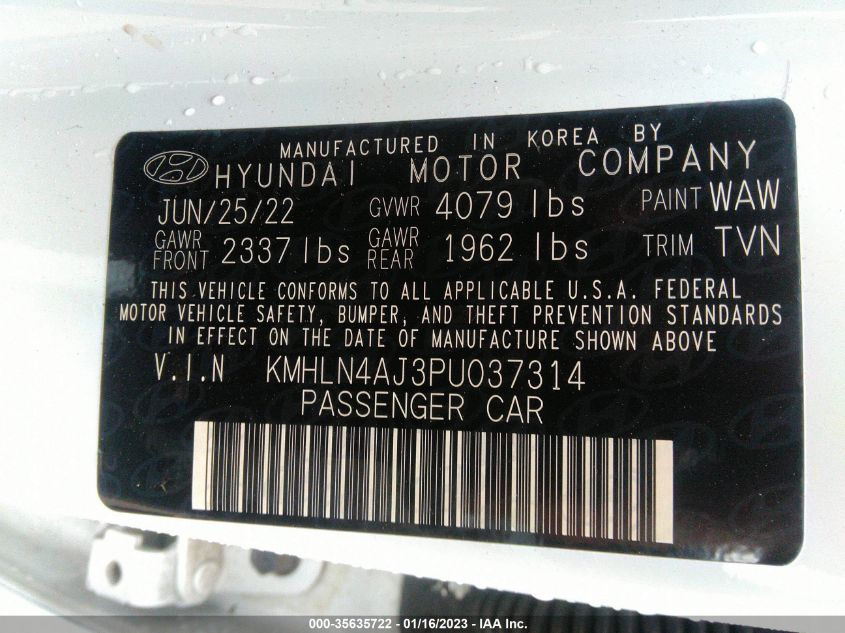 MANUFACTURED IN KOREA BY
HYUNDAI MOTOR COMPANY
JUN/25/22 GVWR 4079 lbs PAINT WAW
GAWR FRONT 2337 lbs GAWR REAR 1962 lbs TRIM TVN
THIS VEHICLE CONFORMS TO ALL APPLICABLE U.S.A. FEDERAL
MOTOR VEHICLE SAFETY, BUMPER, AND THEFT PREVENTION STANDARDS
IN EFFECT ON THE DATE OF MANUFACTURE SHOWN ABOVE
V.I.N KMHLN4AJ3PU037314
PASSENGER CAR
000-35635722 - 01/16/2023 - IAA Inc.